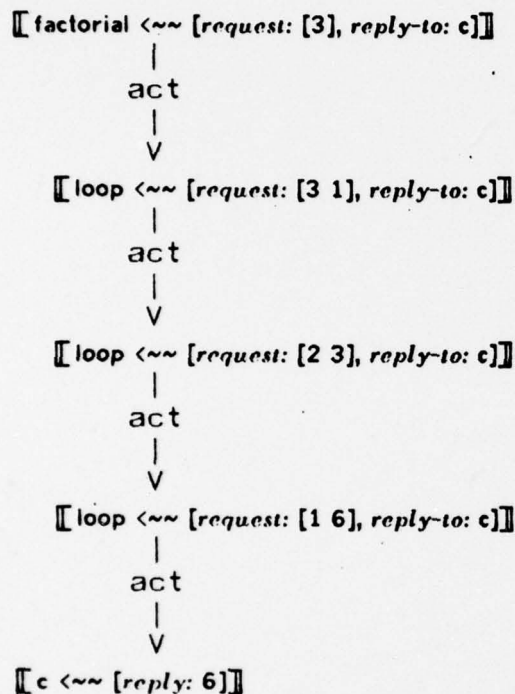 ⟦ factorial <~~ [request: [3], reply-to: c]⟧
|
act
|
V
⟦ loop <~~ [request: [3 1], reply-to: c]⟧
|
act
|
V
⟦ loop <~~ [request: [2 3], reply-to: c]⟧
|
act
|
V
⟦ loop <~~ [request: [1 6], reply-to: c]⟧
|
act
|
V
⟦ c <~~ [reply: 6]⟧